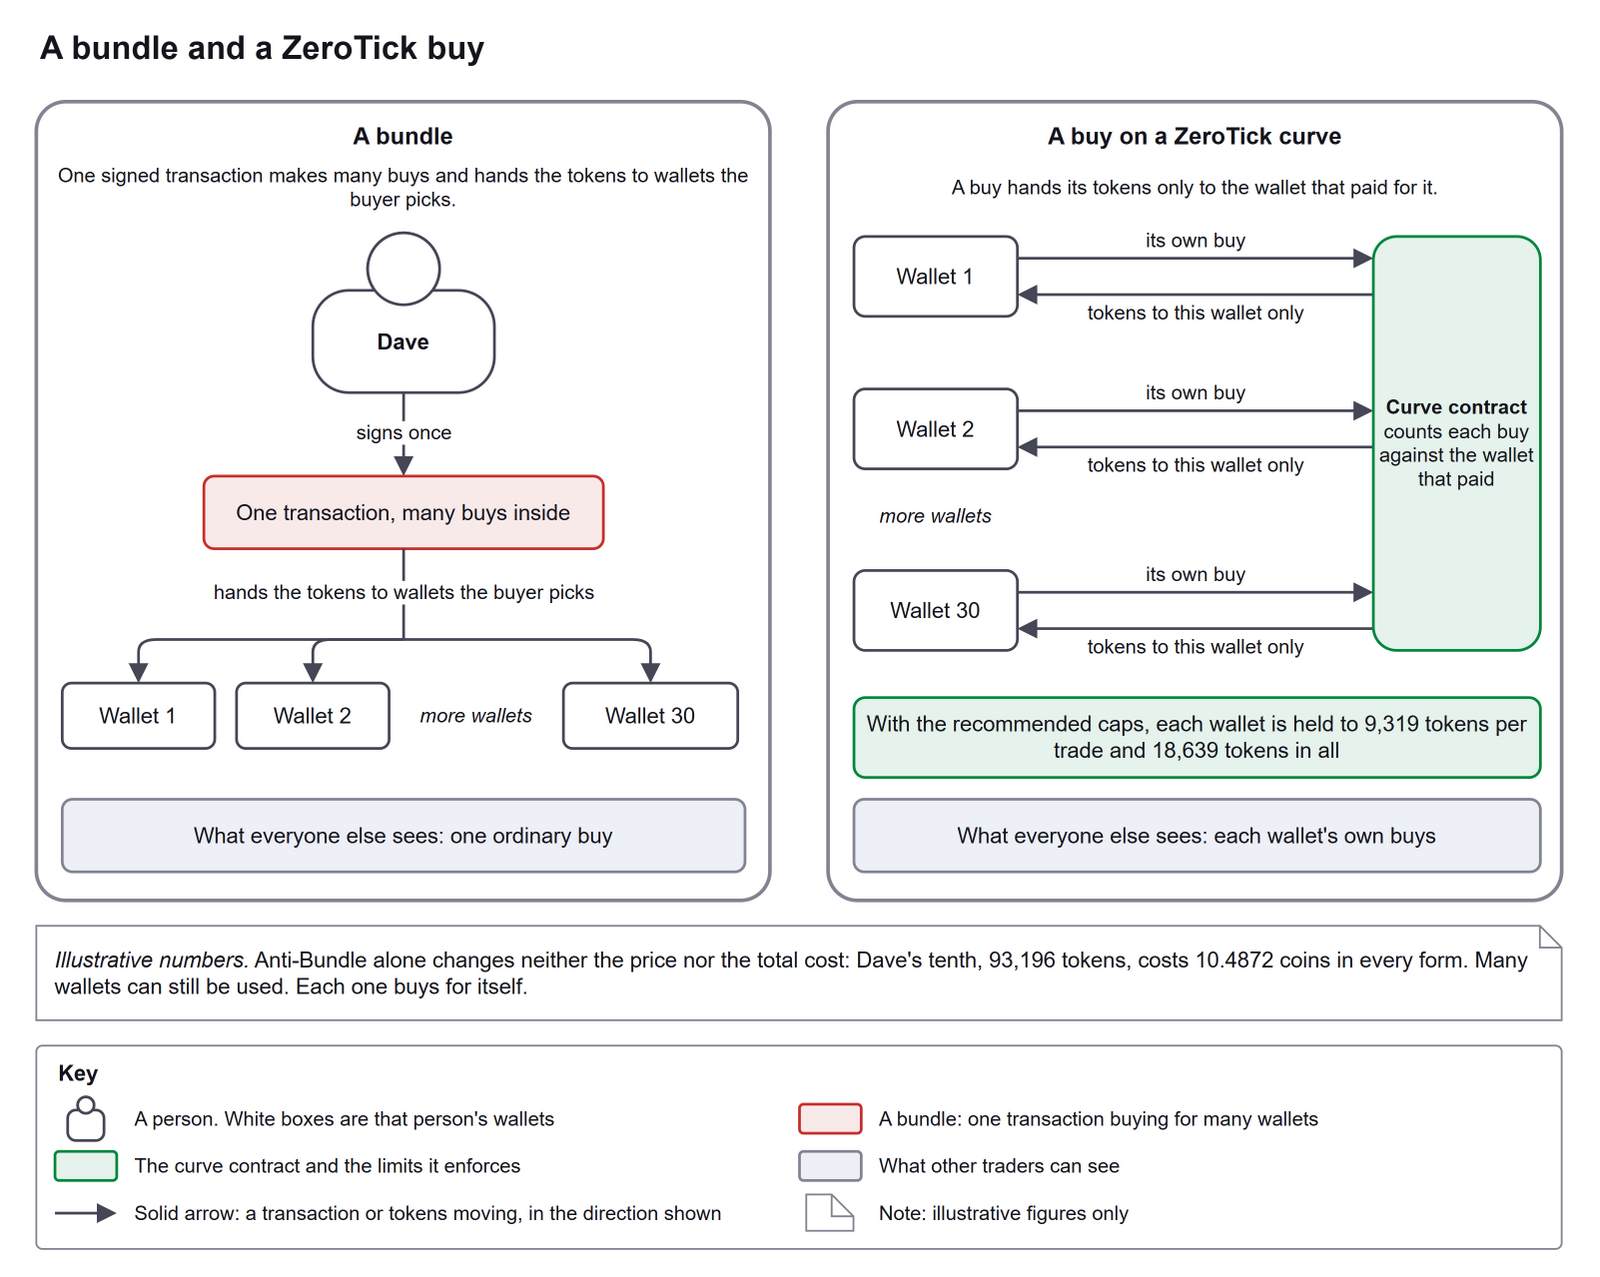 A bundle and a ZeroTick buy
A bundle
One signed transaction makes many buys and hands the tokens to wallets the
buyer picks.
Dave
signs once
One transaction, many buys inside
hands the tokens to wallets the buyer picks
Wallet 1
Wallet 2
more wallets
Wallet 30
What everyone else sees: one ordinary buy
A buy on a ZeroTick curve
A buy hands its tokens only to the wallet that paid for it.
its own buy
Wallet 1
tokens to this wallet only
its own buy
Wallet 2
tokens to this wallet only
more wallets
its own buy
Wallet 30
tokens to this wallet only
Curve contract
counts each buy
against the wallet
that paid
With the recommended caps, each wallet is held to 9,319 tokens per
trade and 18,639 tokens in all
What everyone else sees: each wallet's own buys
Illustrative numbers. Anti-Bundle alone changes neither the price nor the total cost: Dave's tenth, 93,196 tokens, costs 10.4872 coins in every form. Many
wallets can still be used. Each one buys for itself.
Key
A person. White boxes are that person's wallets
A bundle: one transaction buying for many wallets
The curve contract and the limits it enforces
What other traders can see
Solid arrow: a transaction or tokens moving, in the direction shown
Note: illustrative figures only